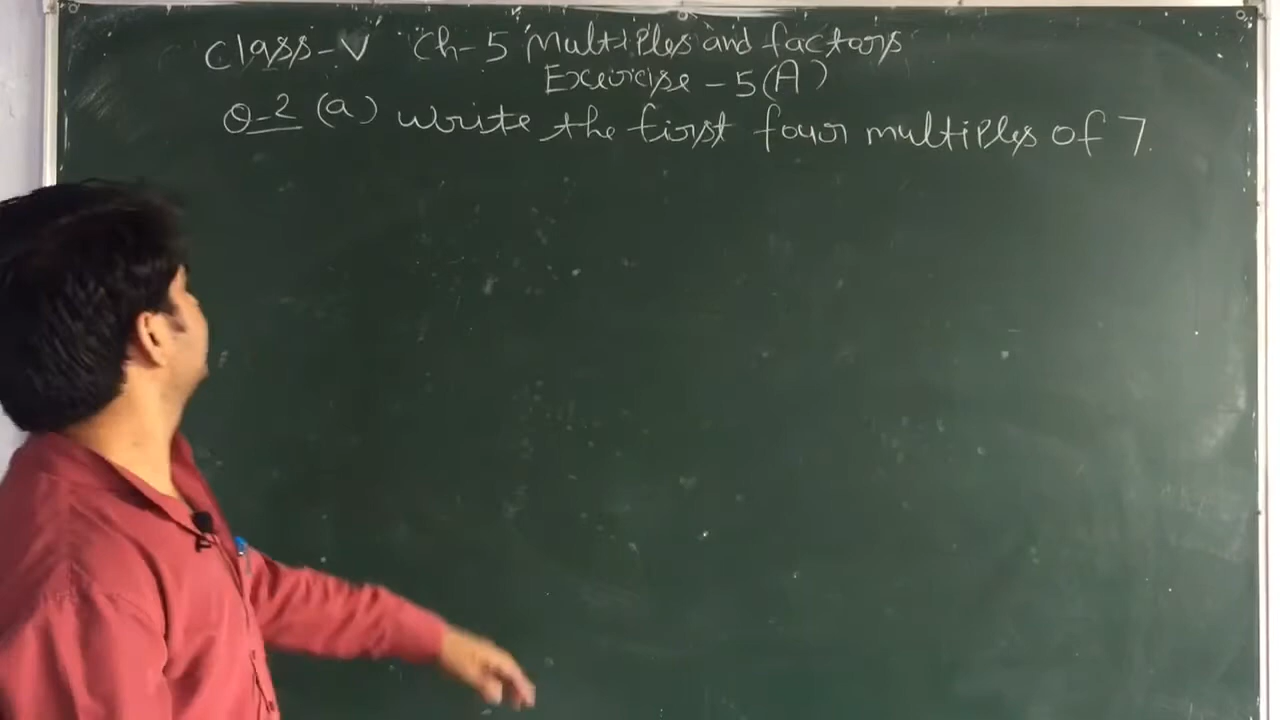 Class-V Ch-5 Multiples and factors
Exercise - 5(A)
Q-2 (a) write the first four multiples of 7.